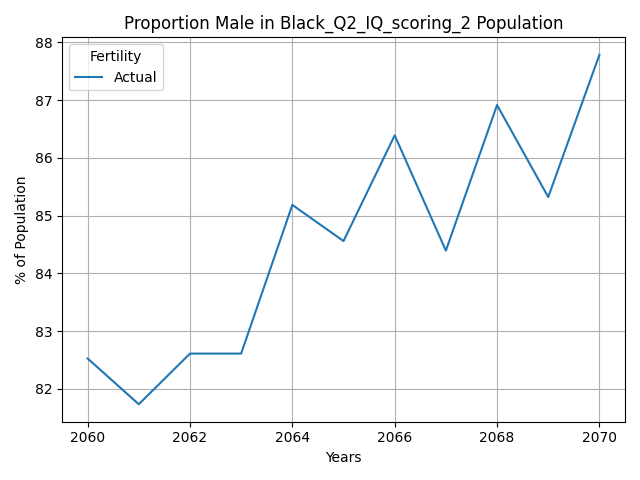 Proportion Male in Black_Q2_IQ_scoring_2 Population
Fertility
Actual
% of Population
88
87
86
85
84
83
82
2060 2062 2064 2066 2068 2070
Years